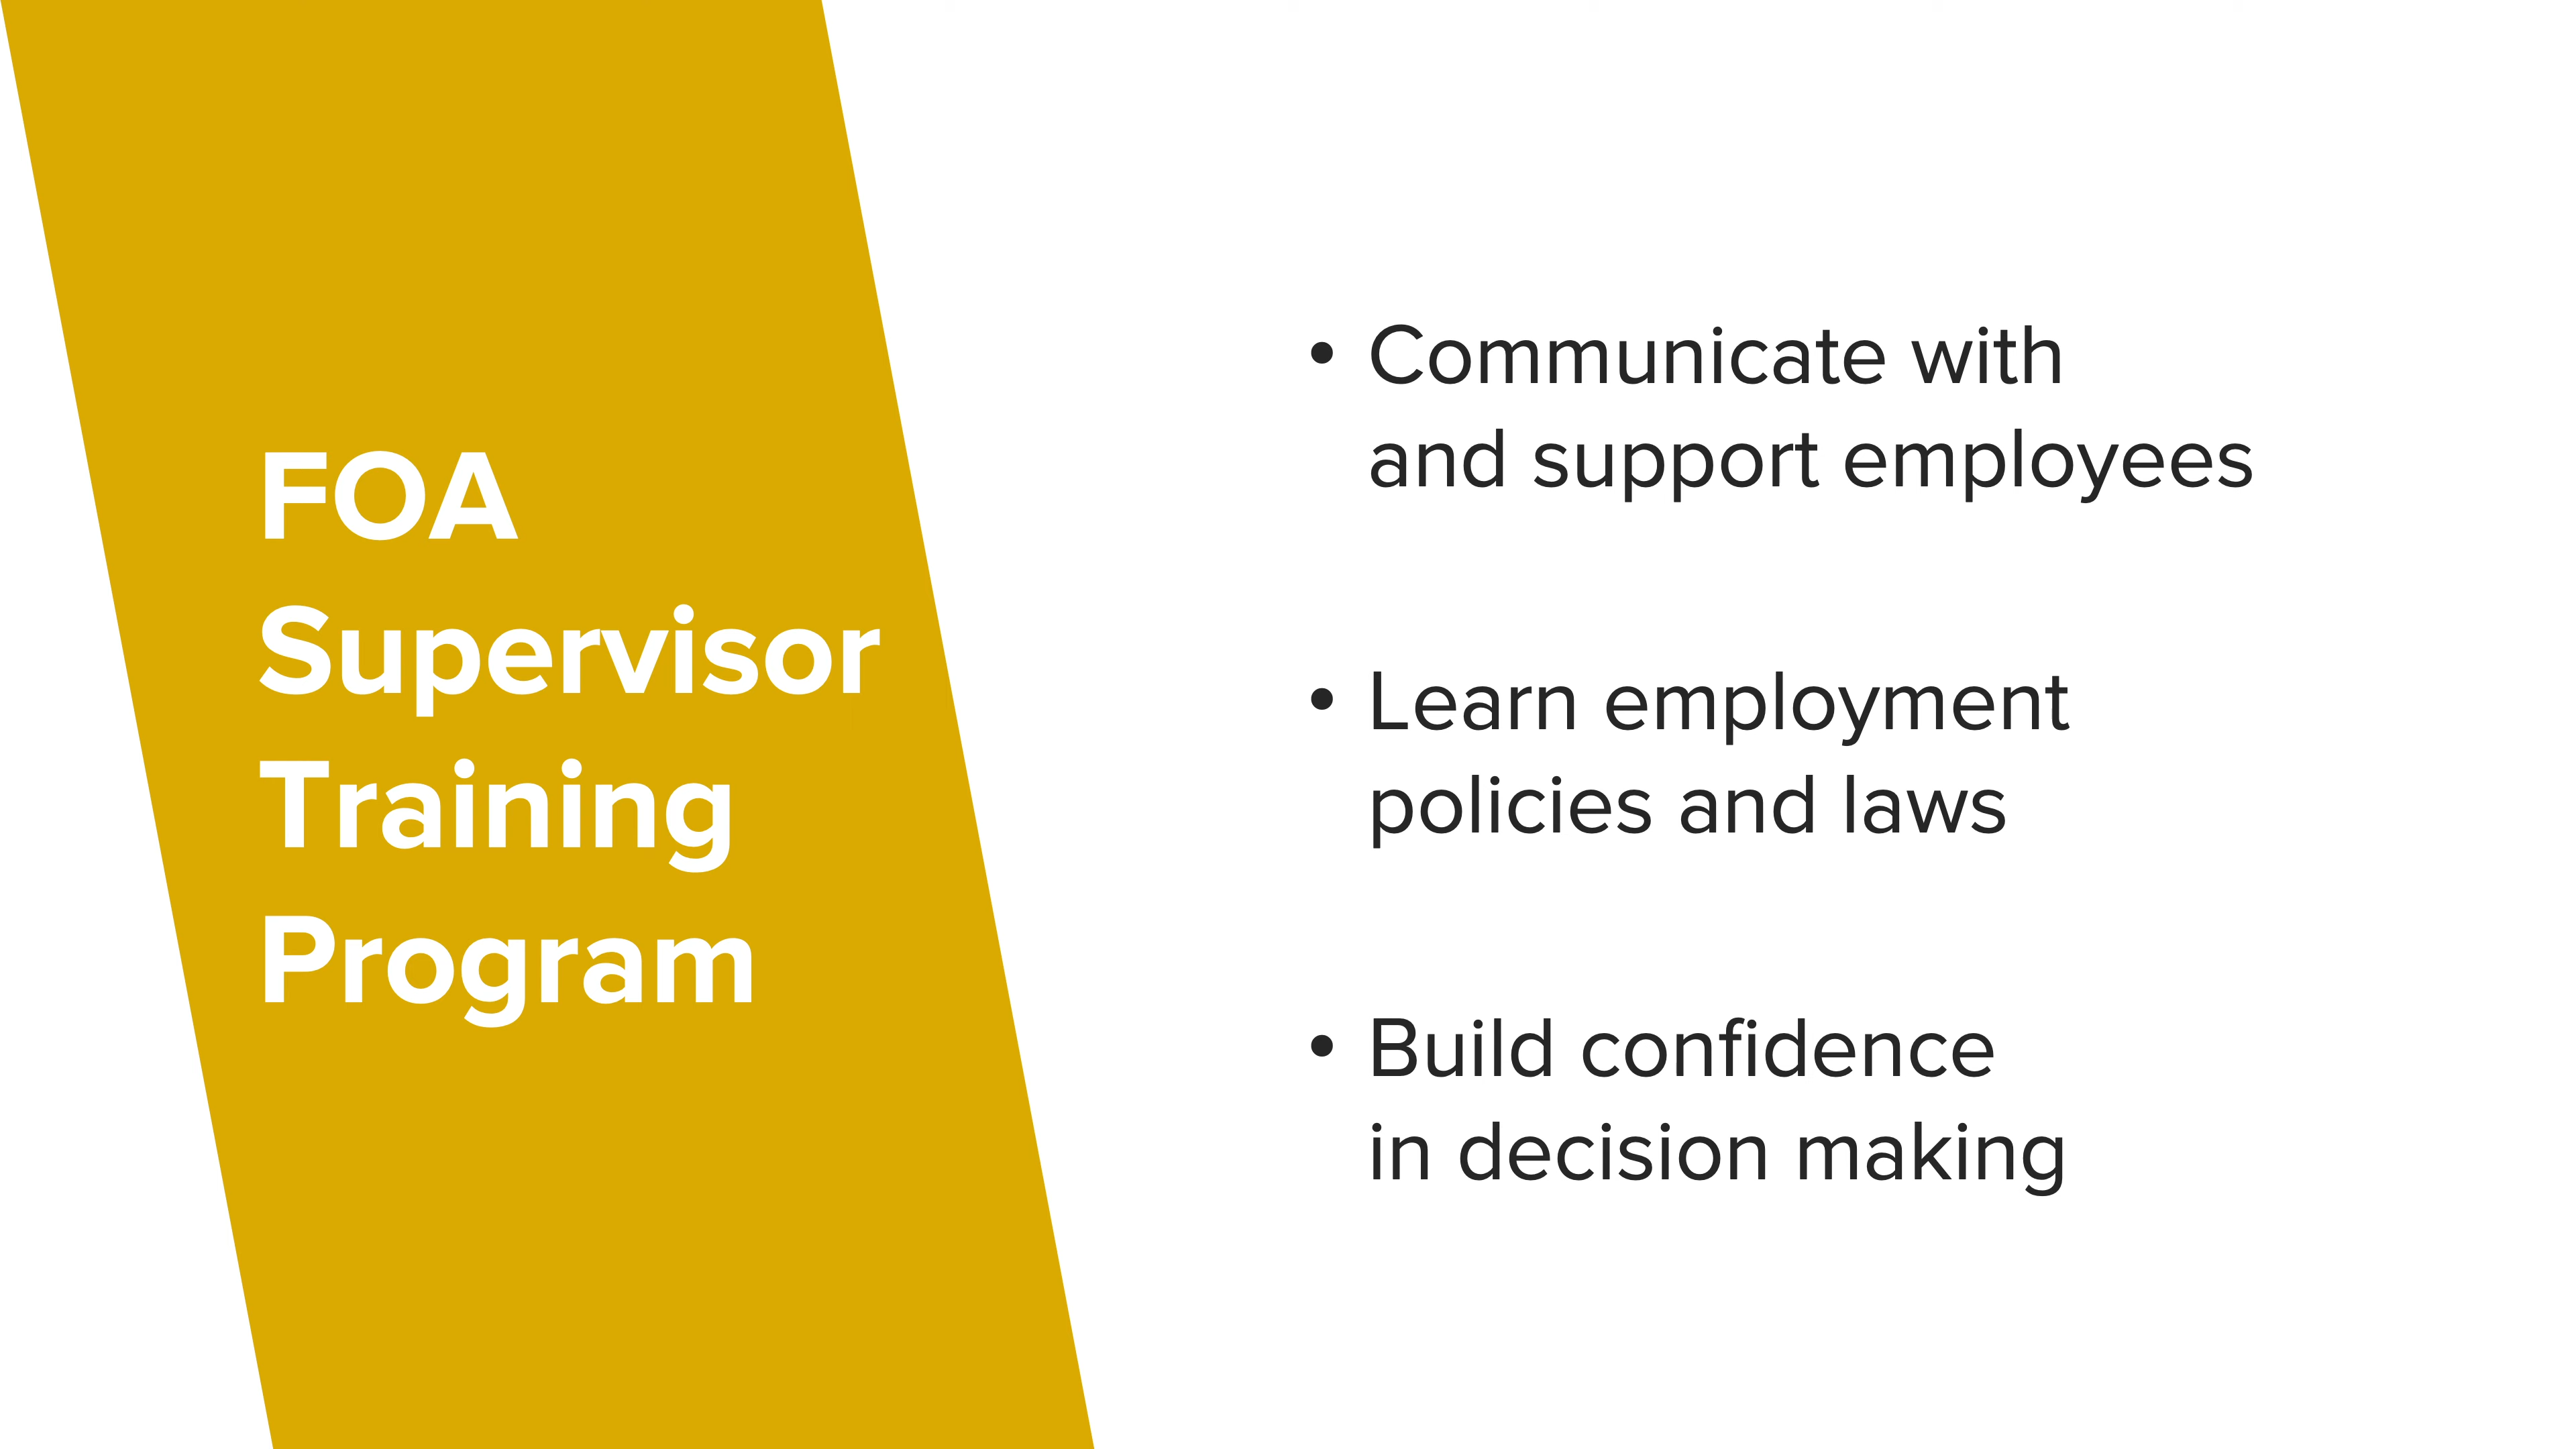 FOA
Supervisor
Training
Program
• Communicate with
and support employees
• Learn employment
policies and laws
• Build confidence
in decision making